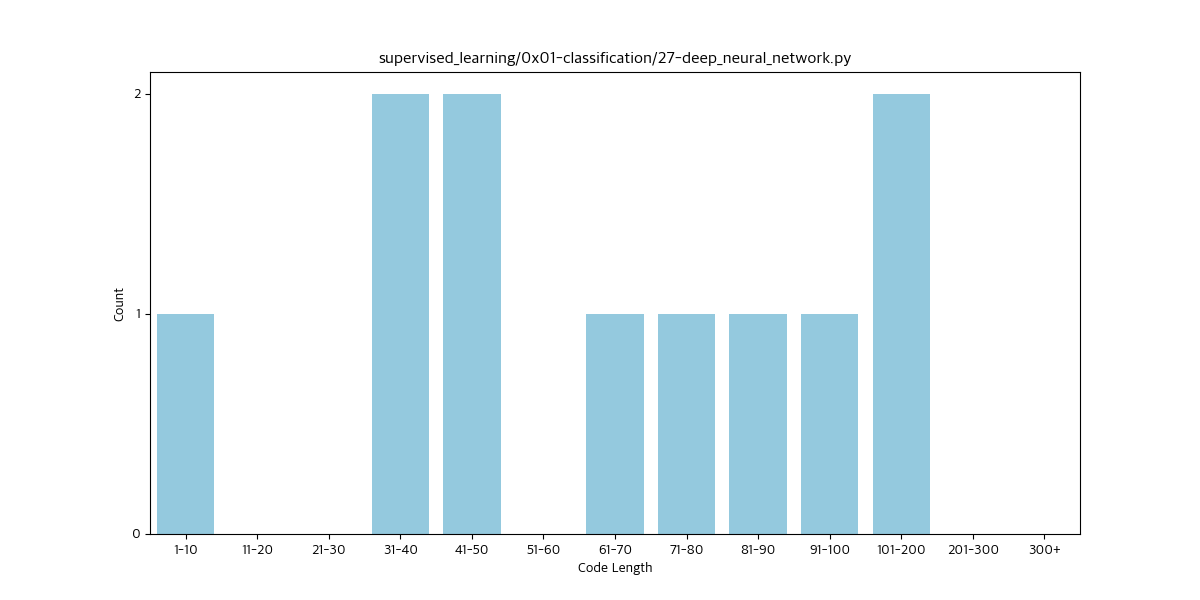 supervised_learning/0x01-classification/27-deep_neural_network.py
Count
2
1
0
1-10 11-20 21-30 31-40 41-50 51-60 61-70 71-80 81-90 91-100 101-200 201-300 300+
Code Length